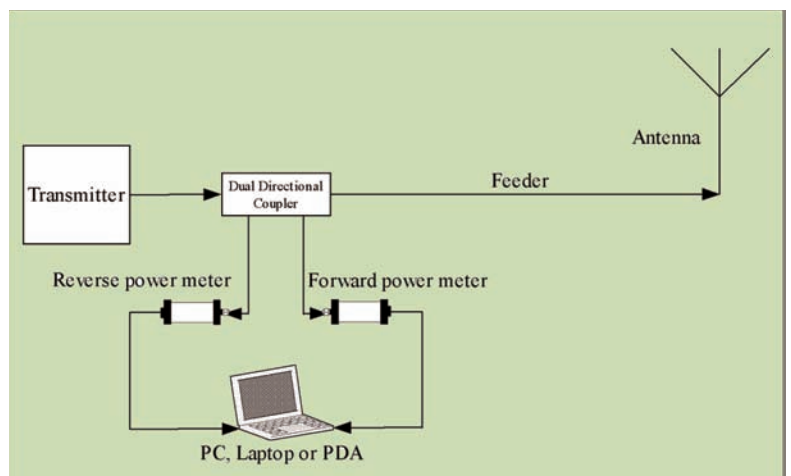 Antenna
Transmitter
Dual Directional
Coupler
Feeder
Reverse power meter
Forward power meter
PC, Laptop or PDA